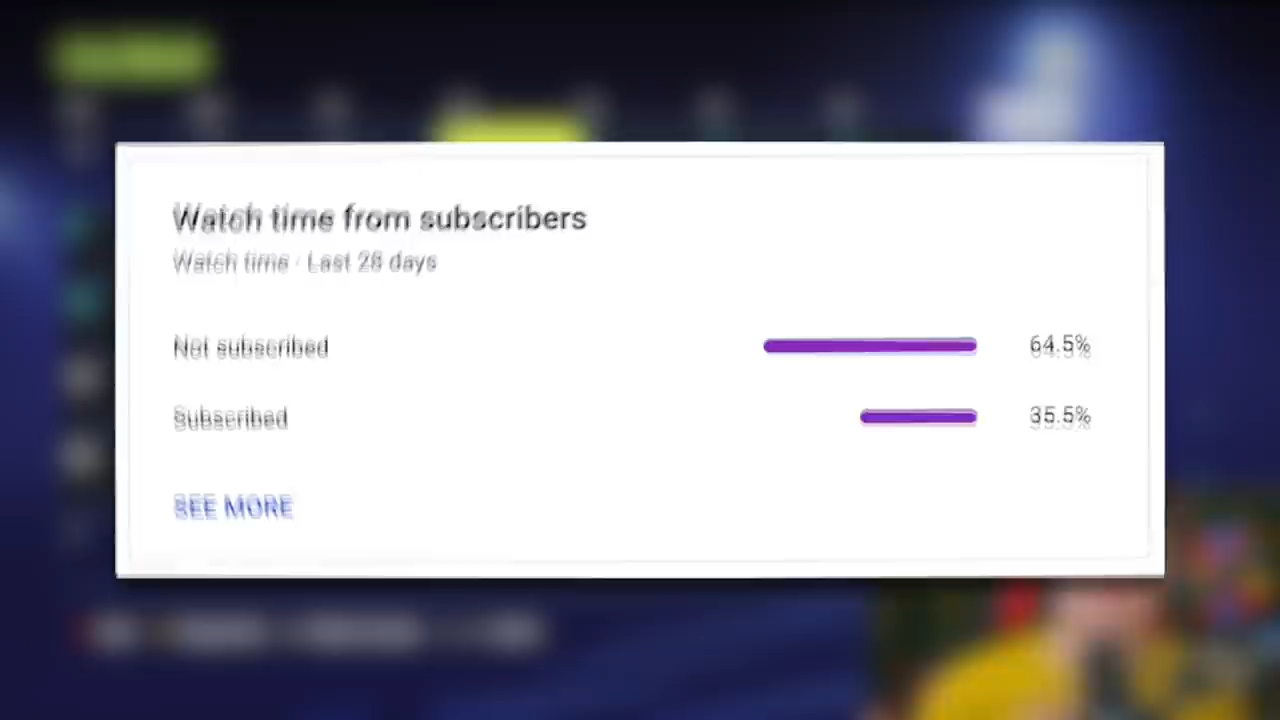 Watch time from subscribers
Watch time · Last 28 days
Not subscribed 64.5%
Subscribed 35.5%
SEE MORE